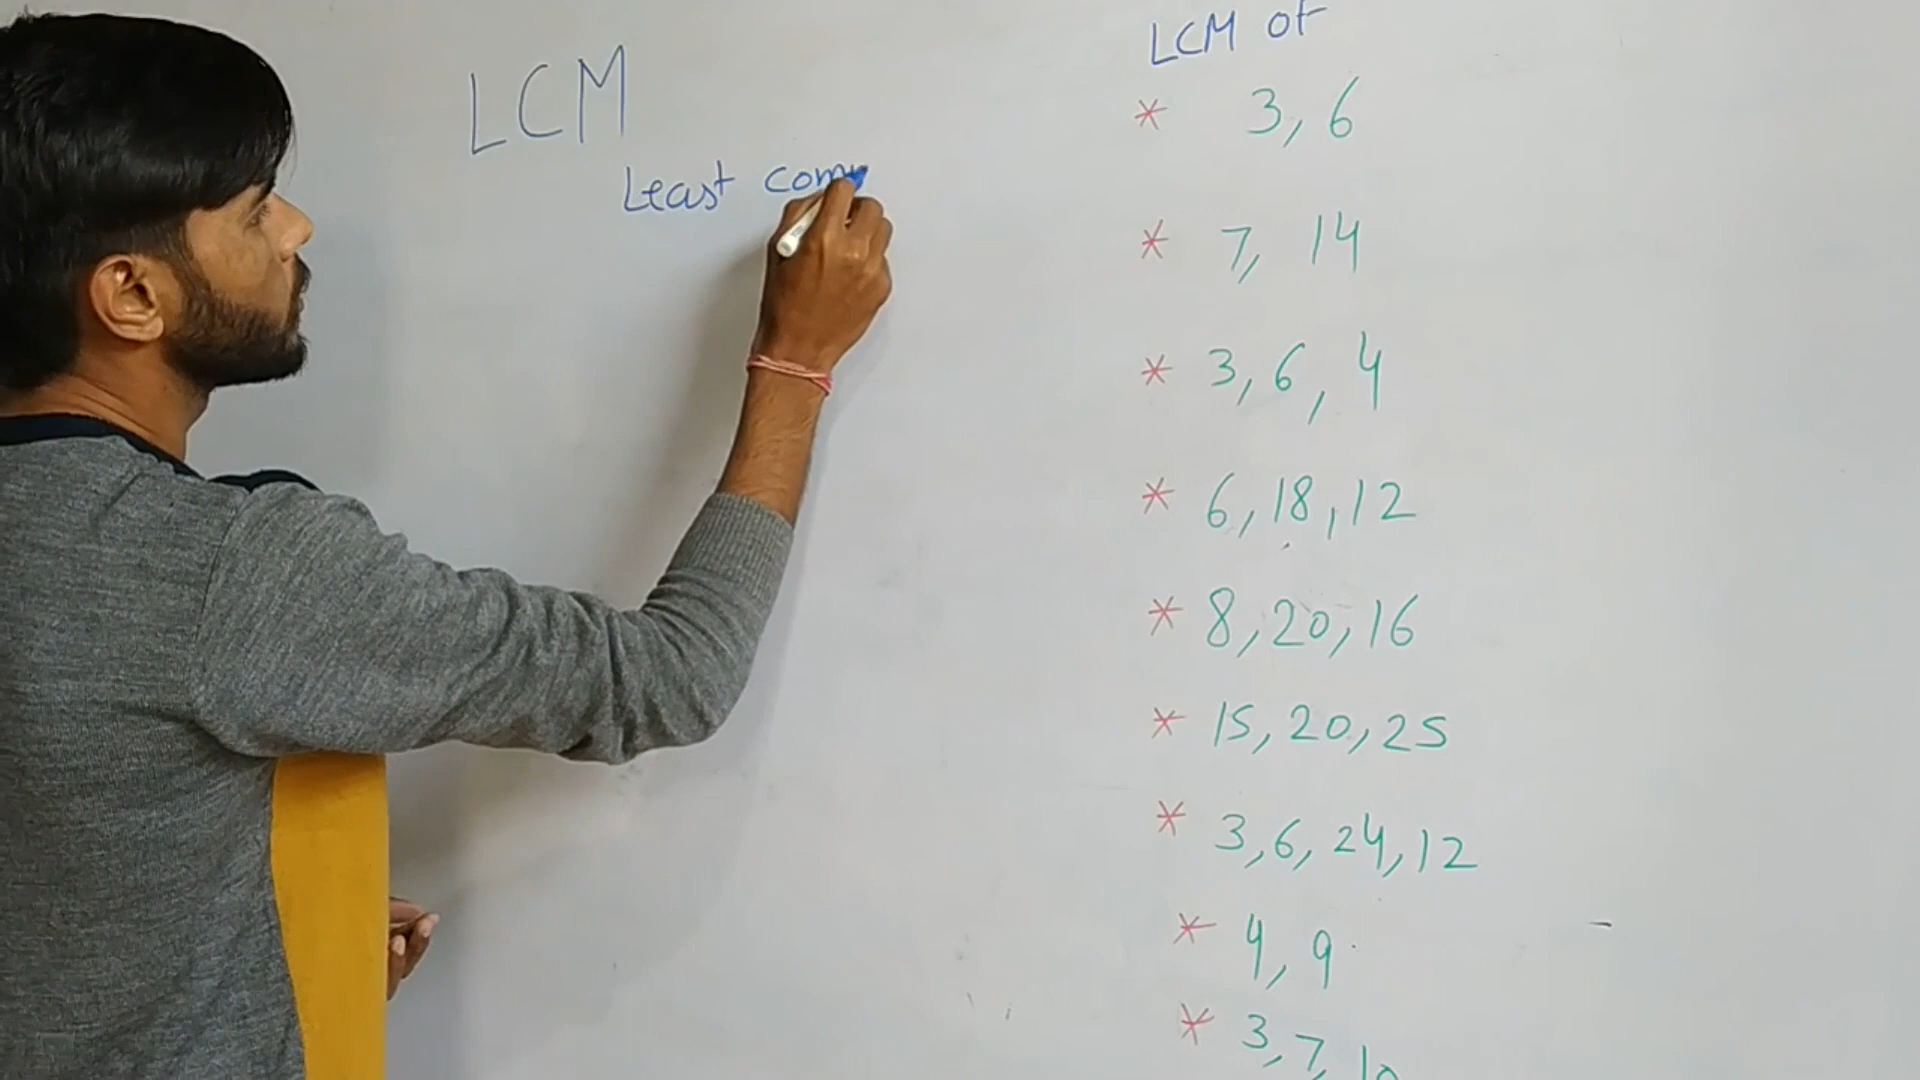 LCM
Least comm
LCM of
* 3, 6
* 7, 14
* 3, 6, 4
* 6, 18, 12
* 8, 20, 16
* 15, 20, 25
* 3, 6, 24, 12
* 4, 9
* 3, 7, 10